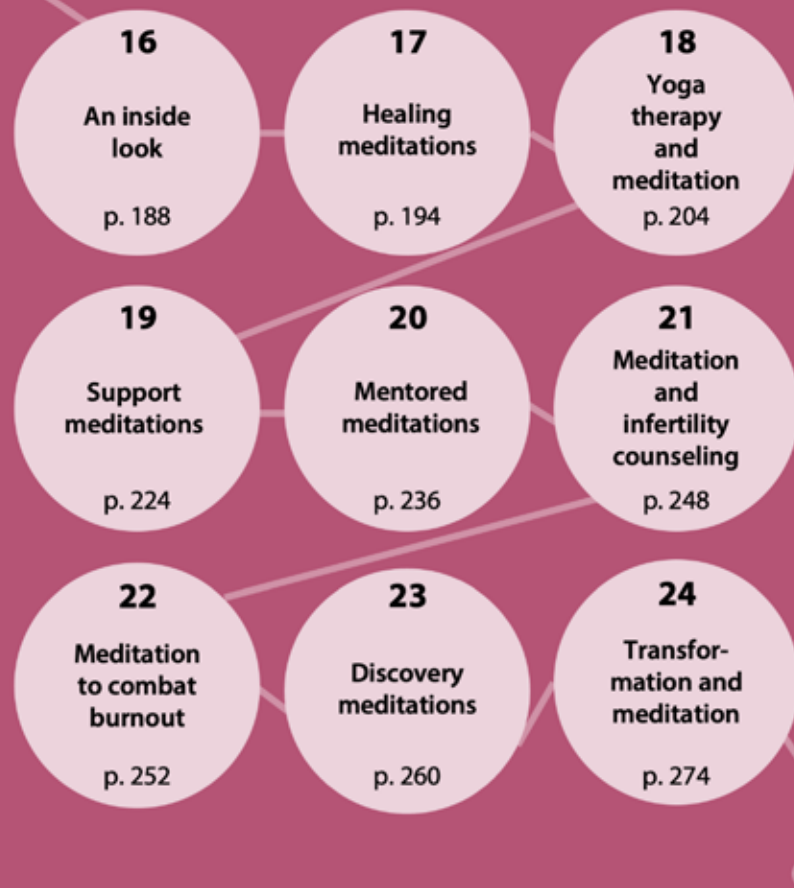 16
An inside
look
p. 188
17
Healing
meditations
p. 194
18
Yoga
therapy
and
meditation
p. 204
19
Support
meditations
p. 224
20
Mentored
meditations
p. 236
21
Meditation
and
infertility
counseling
p. 248
22
Meditation
to combat
burnout
p. 252
23
Discovery
meditations
p. 260
24
Transfor-
mation and
meditation
p. 274